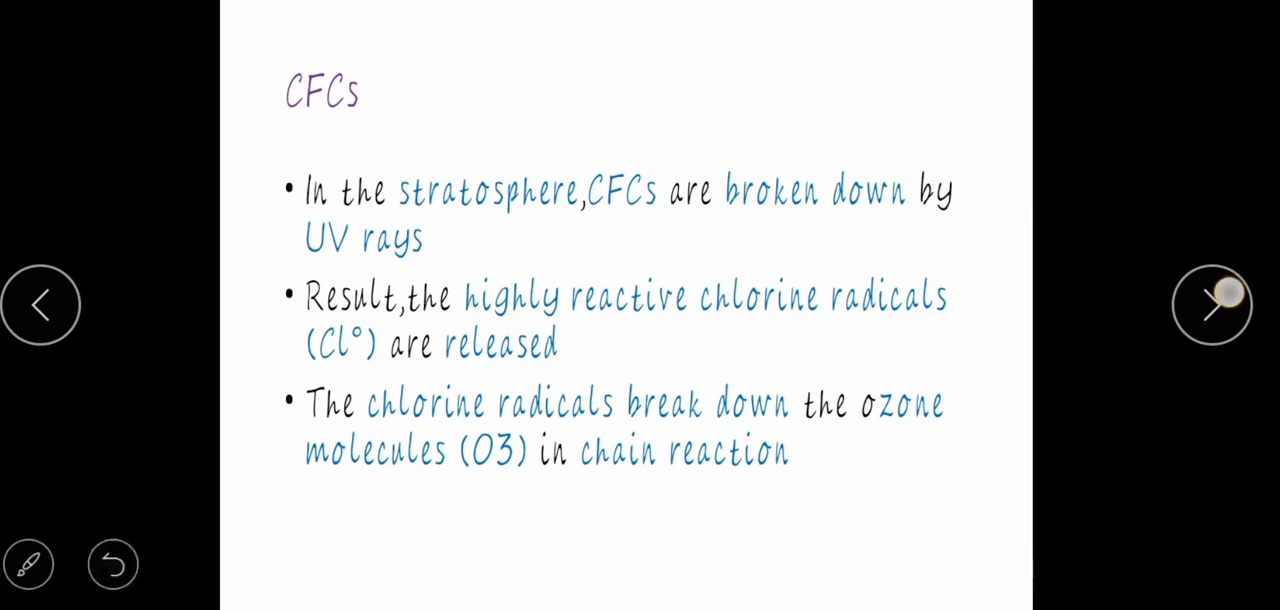 CFCs
• In the stratosphere,CFCs are broken down by
UV rays
• Result,the highly reactive chlorine radicals
(Cl°) are released
• The chlorine radicals break down the ozone
molecules (O3) in chain reaction